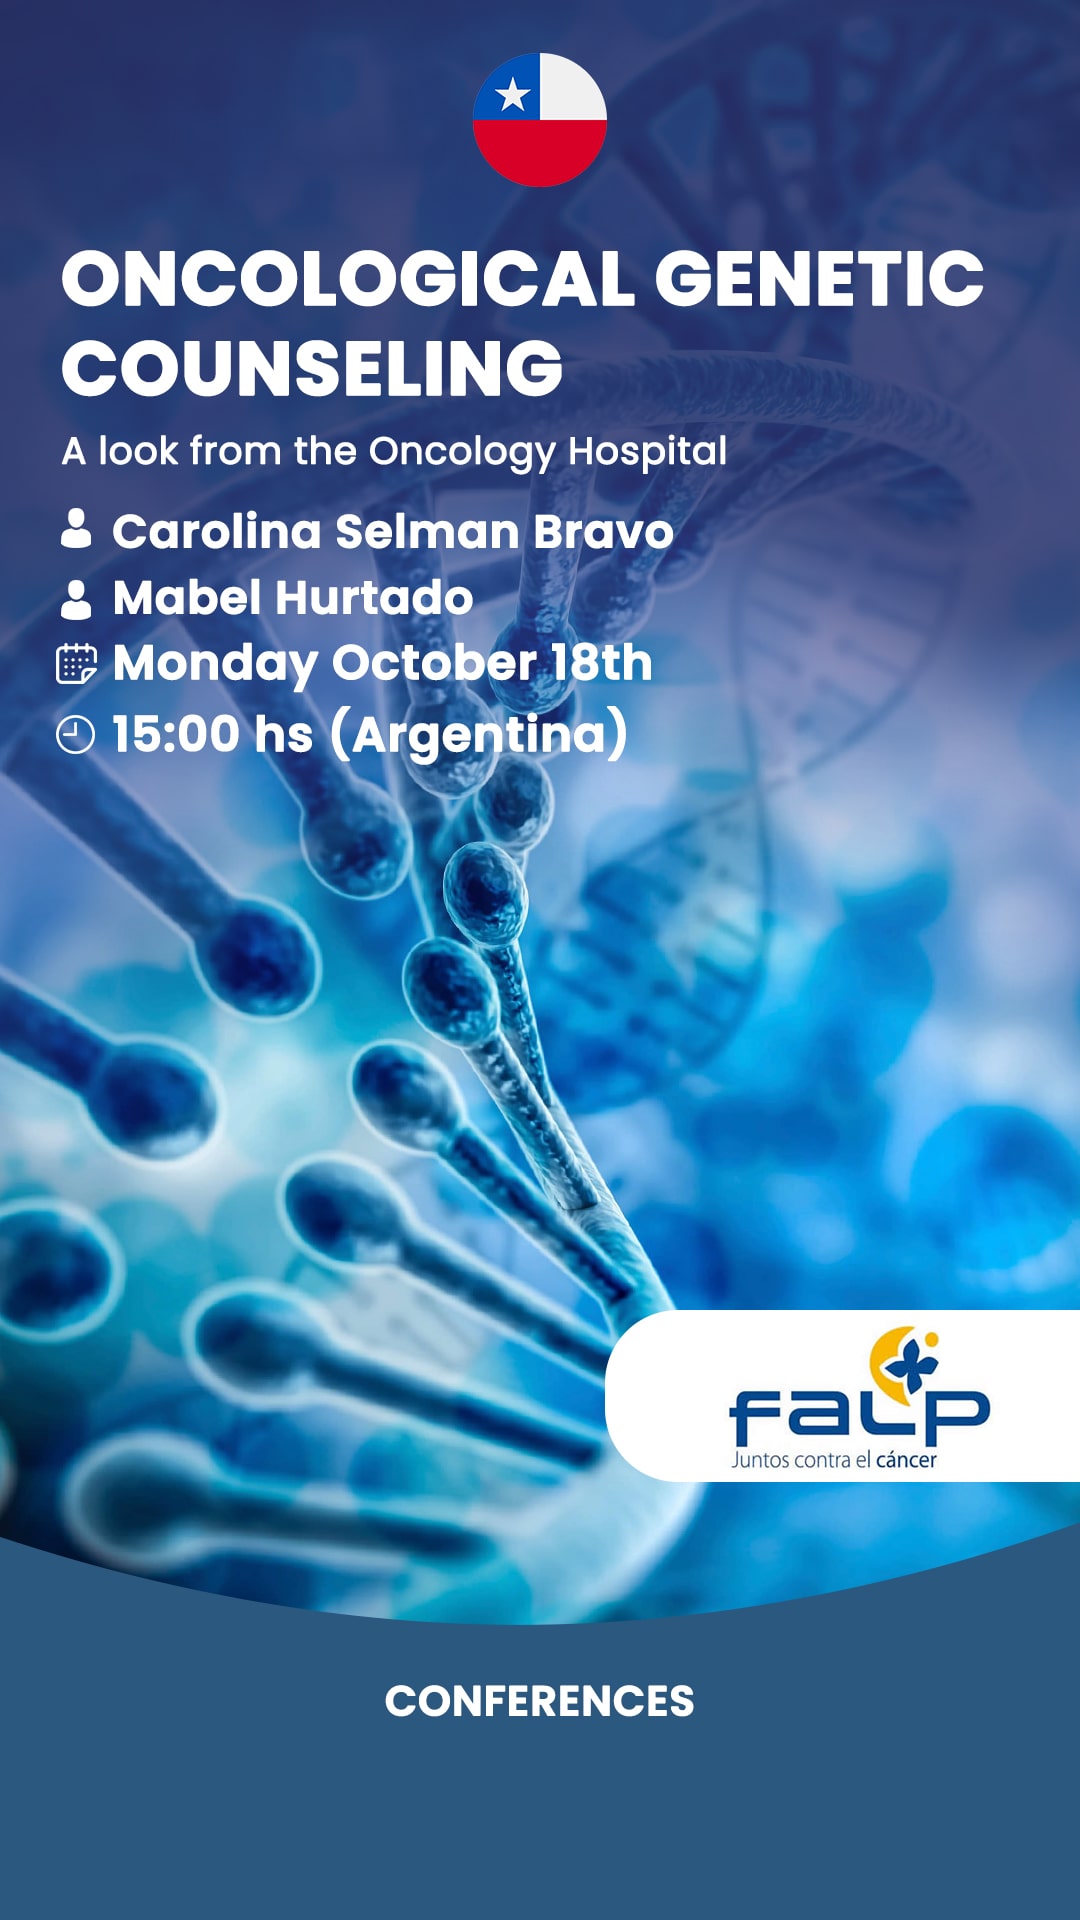 ONCOLOGICAL GENETIC
COUNSELING
A look from the Oncology Hospital
Carolina Selman Bravo
Mabel Hurtado
Monday October 18th
15:00 hs (Argentina)
falp
Juntos contra el cáncer
CONFERENCES